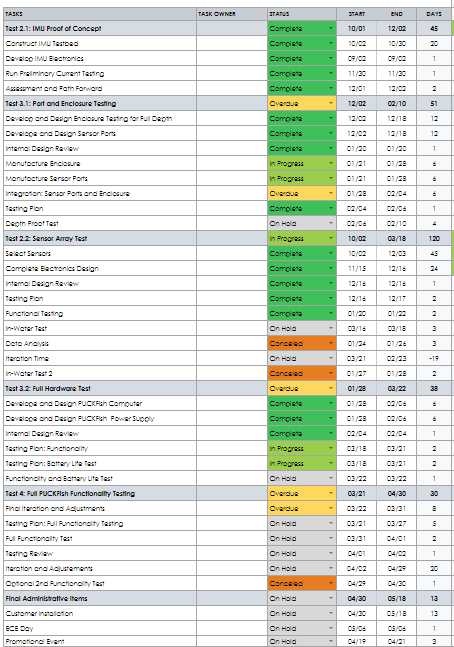 TASKS TASK OWNER STATUS START END DAYS
Test 2.1: IMU Proof of Concept Complete 10/01 12/02 45
Construct IMU Testbed Complete 10/02 10/30 20
Develop IMU Electronics Complete 09/02 09/02 1
Run Preliminary Current Testing Complete 11/30 11/30 1
Assessment and Path Forward Complete 12/01 12/02 2
Test 3.1: Port and Enclosure Testing Overdue 12/02 02/10 51
Develop and Design Enclosure Testing for Full Depth Complete 12/02 12/18 12
Develope and Design Sensor Ports Complete 12/02 12/18 12
Internal Design Review Complete 01/20 01/20 1
Manufacture Enclosure In Progress 01/21 01/28 6
Manufacture Sensor Ports In Progress 01/21 01/28 6
Integration: Sensor Ports and Enclosure Overdue 01/28 02/04 6
Testing Plan Complete 02/04 02/06 1
Depth Proof Test On Hold 02/06 02/10 4
Test 2.2: Sensor Array Test In Progress 10/02 03/18 120
Select Sensors Complete 10/02 12/03 45
Complete Electronics Design Complete 11/15 12/16 24
Internal Design Review Complete 12/16 12/16 1
Testing Plan Complete 12/16 12/17 2
Functional Testing Complete 01/20 01/22 2
In-Water Test On Hold 03/16 03/18 3
Data Analysis Canceled 01/24 01/26 3
Iteration Time On Hold 03/21 02/23 -19
In-Water Test 2 Canceled 01/27 01/28 2
Test 3.2: Full Hardware Test Overdue 01/28 03/22 38
Develope and Design PUCKFish Computer Complete 01/28 02/06 6
Develope and Design PUCKFish Power Supply Complete 01/28 02/06 6
Internal Design Review Complete 02/04 02/04 1
Testing Plan: Functionality In Progress 03/18 03/21 2
Testing Plan: Battery Life Test In Progress 03/18 03/21 2
Functionality and Battery Life Test On Hold 03/22 03/22 1
Test 4: Full PUCKFish Functionality Testing Overdue 03/21 04/30 30
Final Iteration and Adjustments Overdue 03/22 03/31 8
Testing Plan: Full Functionality Testing On Hold 03/21 03/27 5
Full Functionality Test On Hold 03/31 04/01 2
Testing Review On Hold 04/01 04/02 1
Iteration and Adjustements On Hold 04/02 04/29 20
Optional 2nd Functionality Test Canceled 04/29 04/30 1
Final Administrative Items On Hold 04/30 05/18 13
Customer Installation On Hold 04/30 05/18 13
ECE Day On Hold 05/06 05/06 1
Promotional Event On Hold 04/19 04/21 3